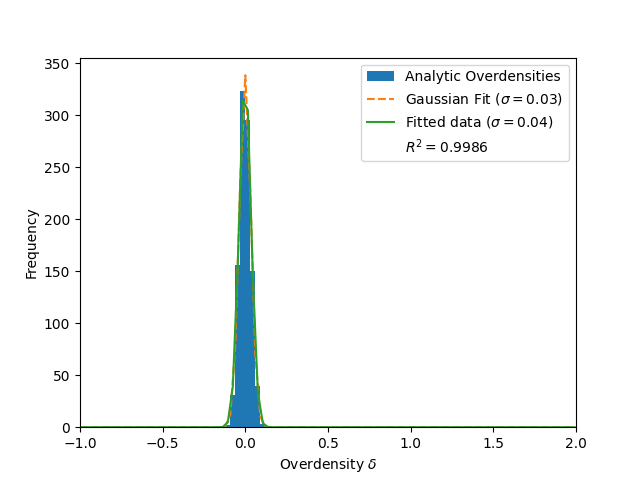 350
300
250
200
150
100
50
0
−1.0 −0.5 0.0 0.5 1.0 1.5 2.0
Frequency
Overdensity δ
Analytic Overdensities
Gaussian Fit (σ = 0.03)
Fitted data (σ = 0.04)
R² = 0.9986